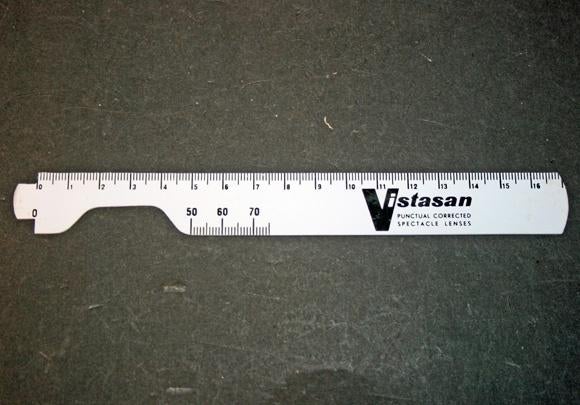 0 1 2 3 4 5 6 7 8 9 10 11 12 13 14 15 16
Vistasan
0 50 60 70
PUNCTUAL CORRECTED
SPECTACLE LENSES